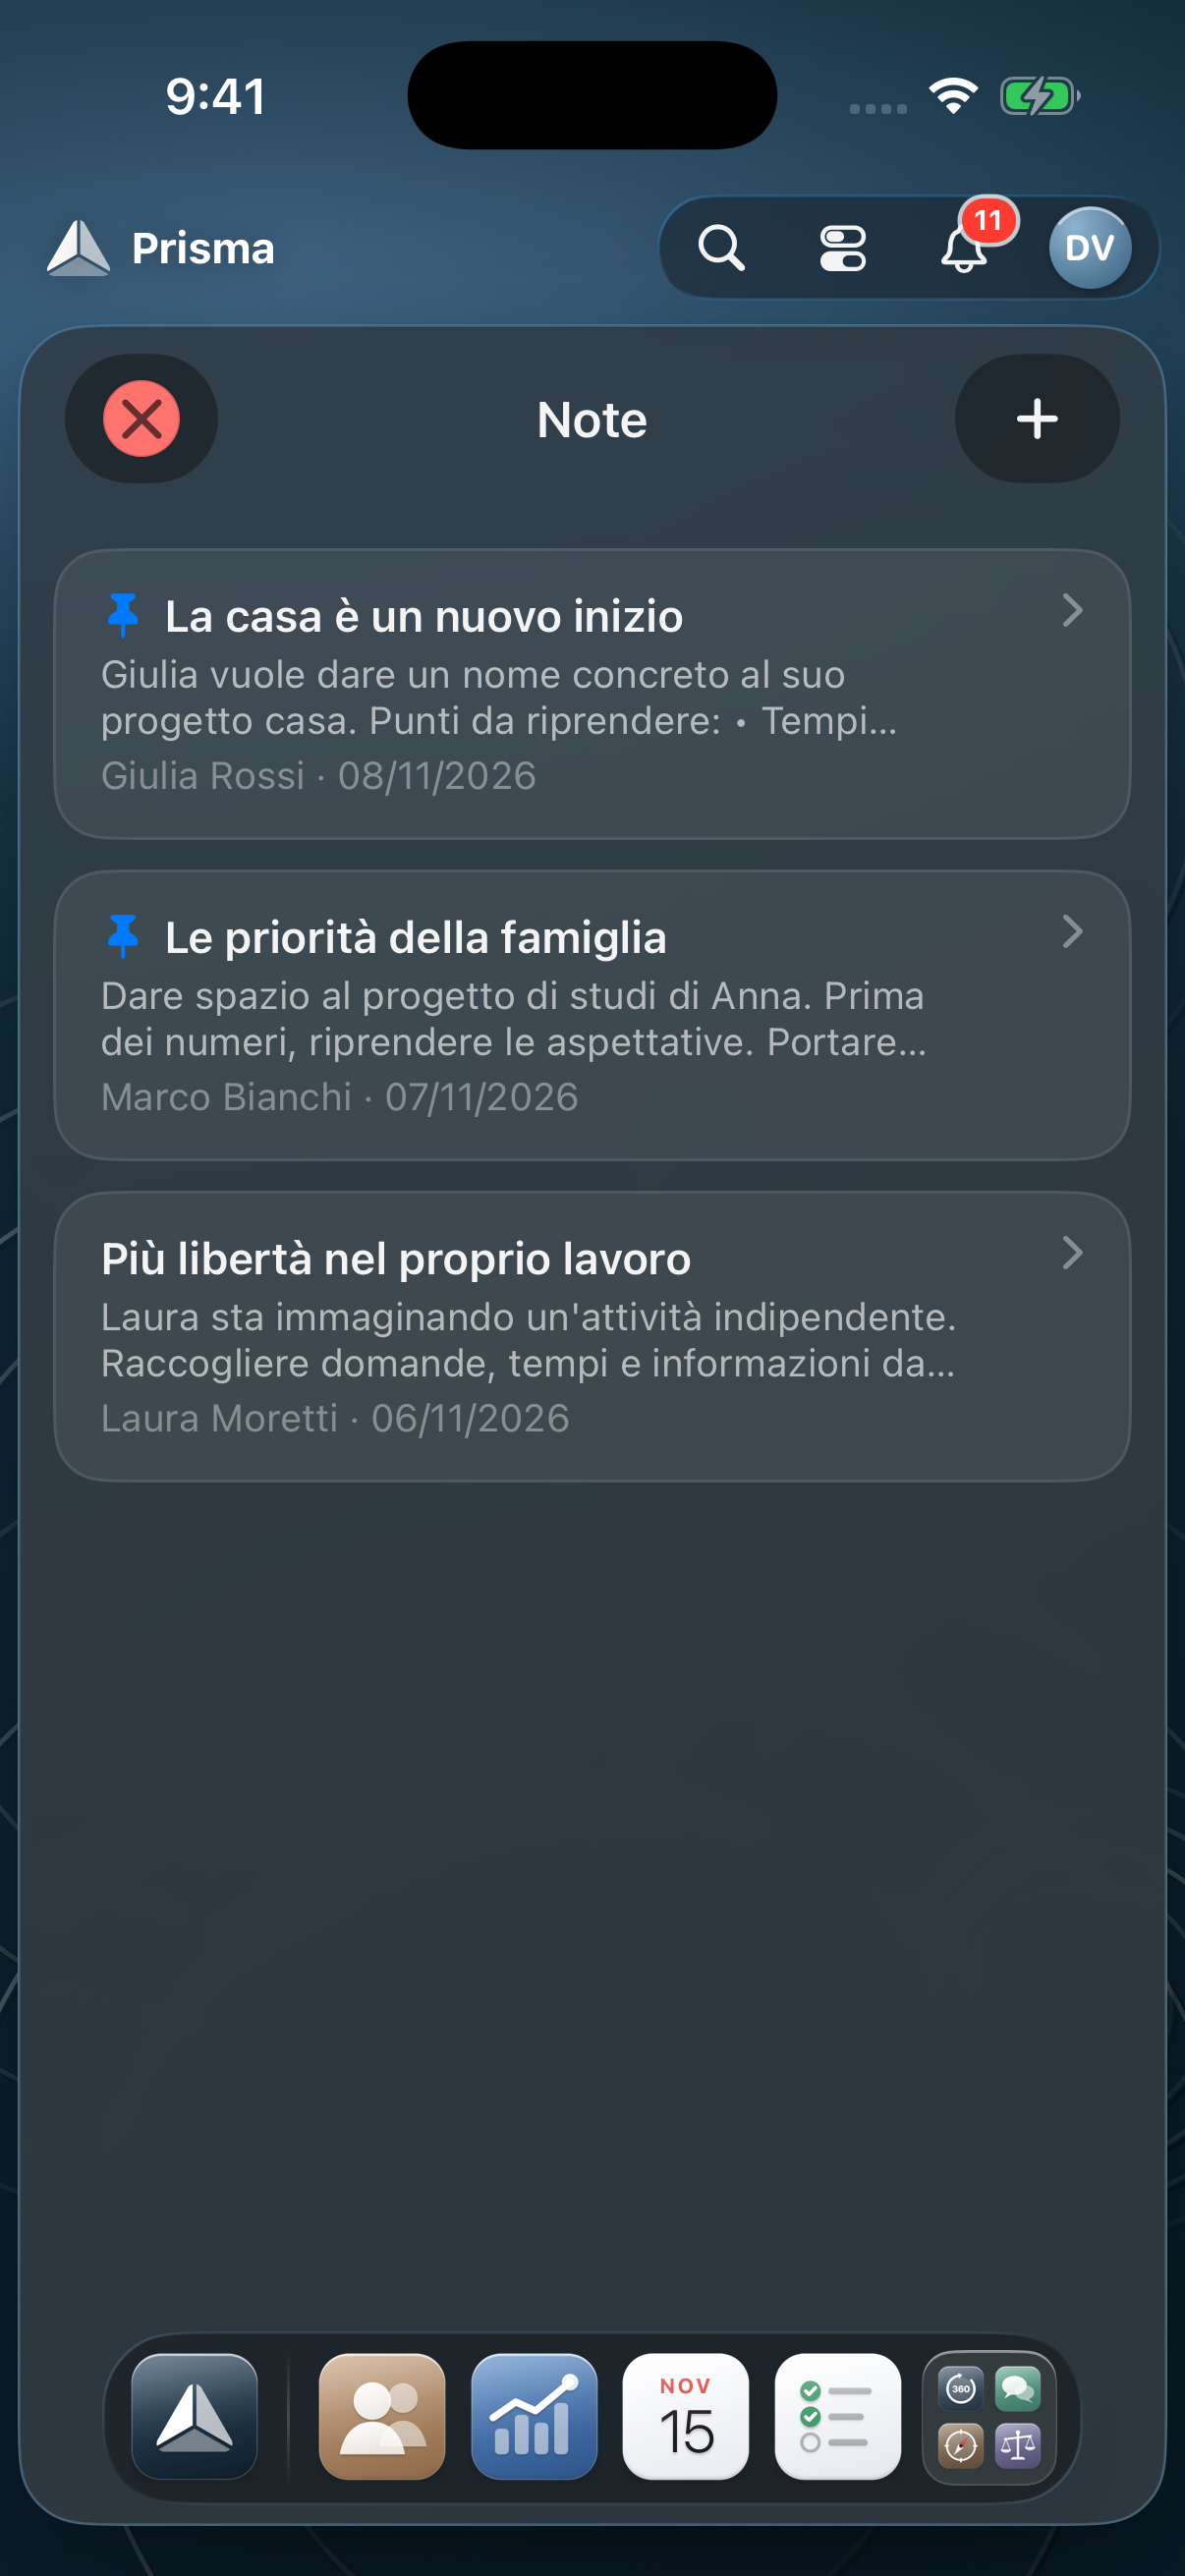 9:41
Prisma
11
DV
Note
La casa è un nuovo inizio
Giulia vuole dare un nome concreto al suo
progetto casa. Punti da riprendere: • Tempi...
Giulia Rossi · 08/11/2026
Le priorità della famiglia
Dare spazio al progetto di studi di Anna. Prima
dei numeri, riprendere le aspettative. Portare...
Marco Bianchi · 07/11/2026
Più libertà nel proprio lavoro
Laura sta immaginando un'attività indipendente.
Raccogliere domande, tempi e informazioni da...
Laura Moretti · 06/11/2026
NOV
15
360